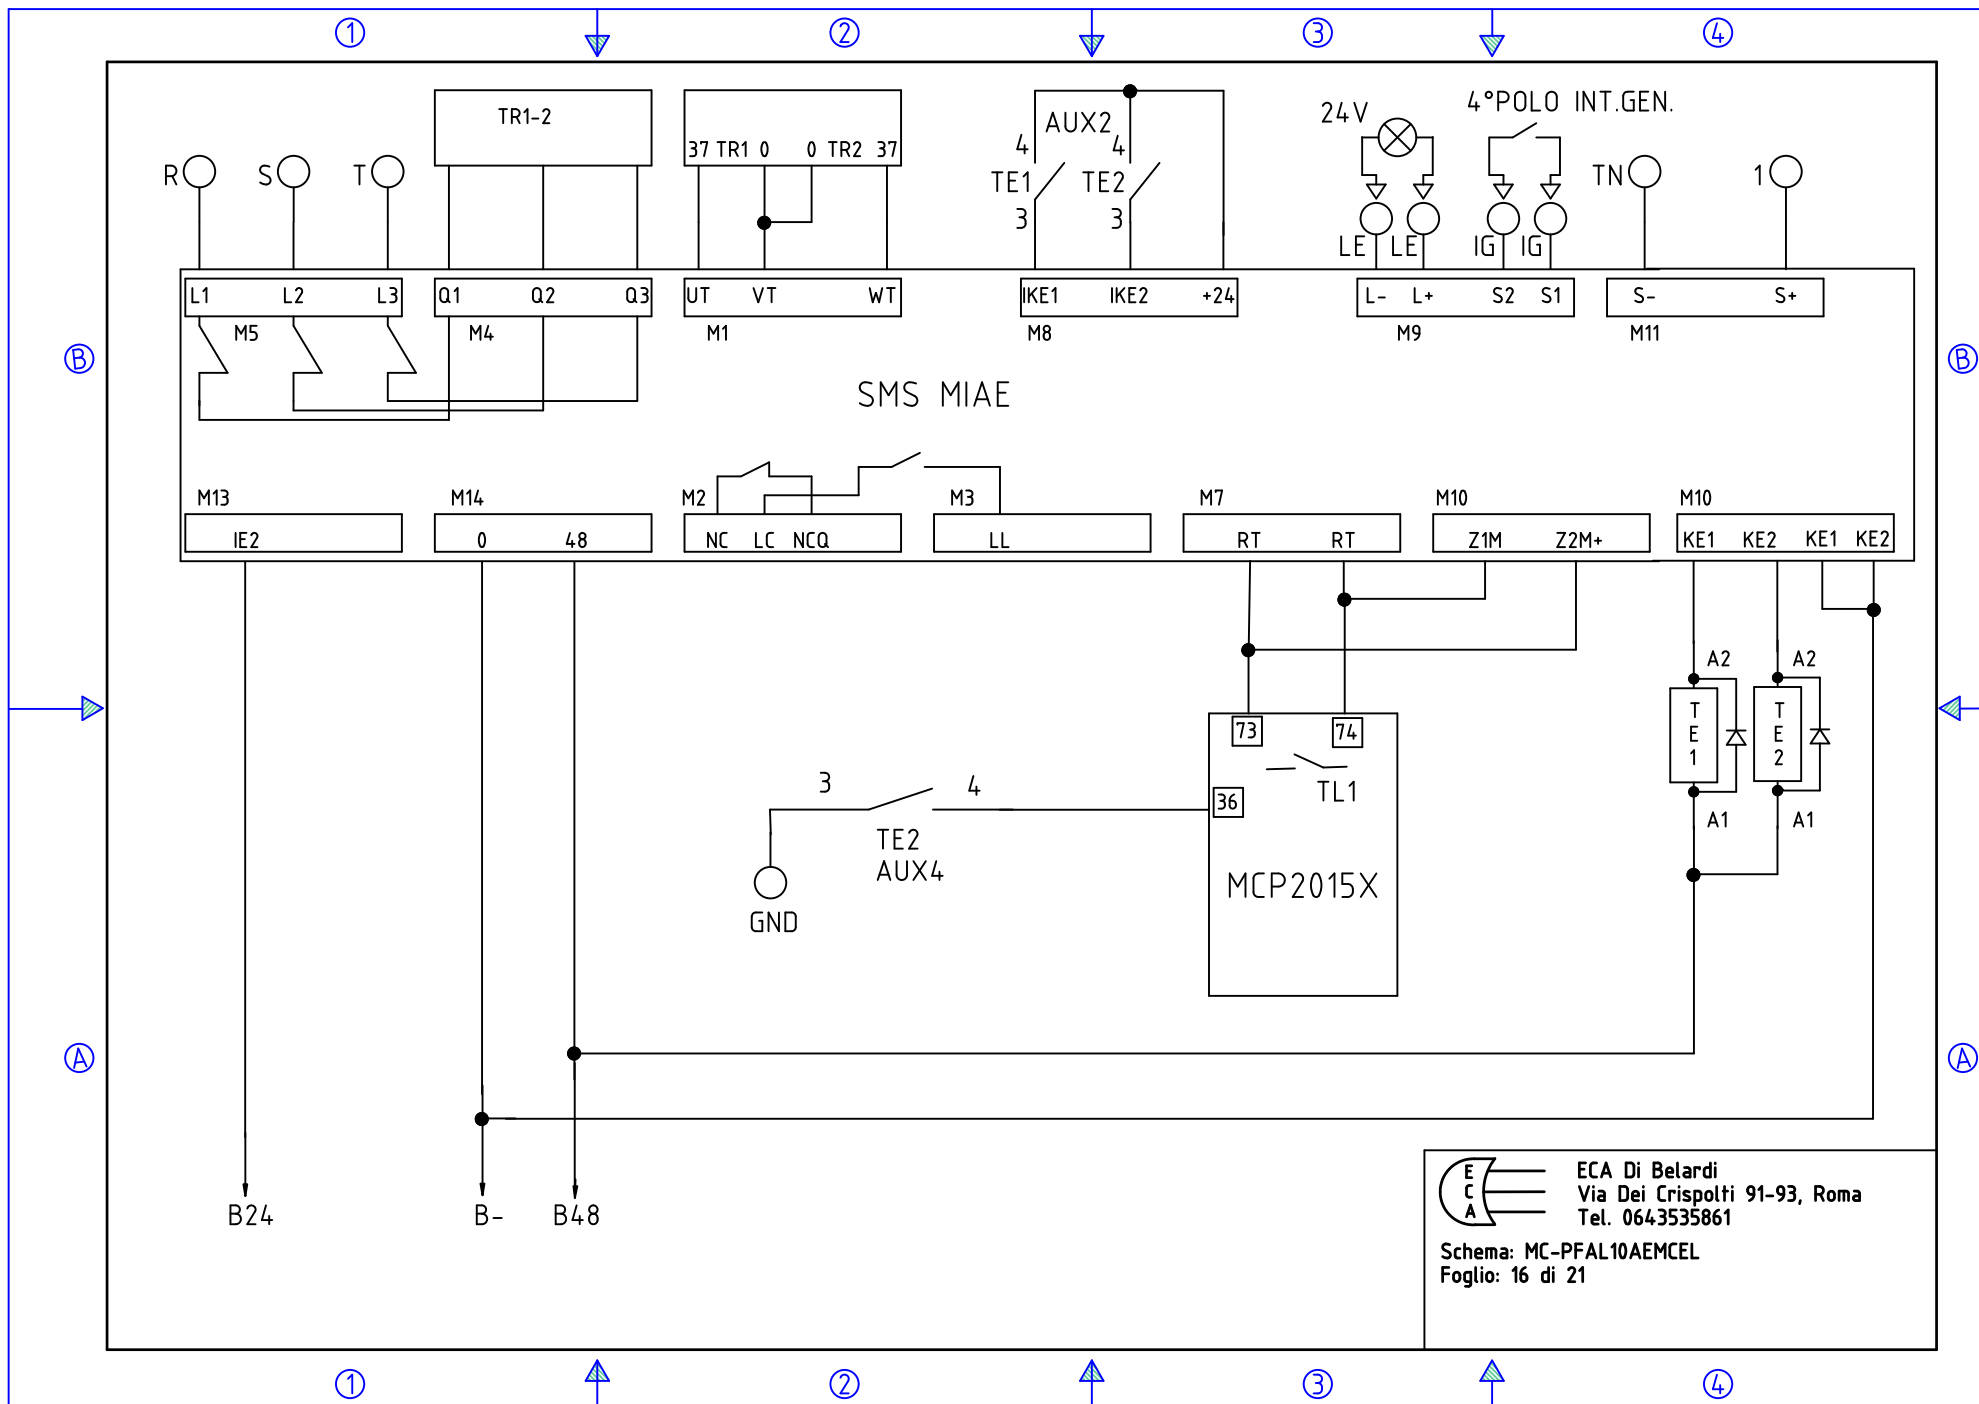 1 2 3 4
TR1-2
37 TR1 0 0 TR2 37
AUX2
4 4
TE1 TE2
3 3
24V
4°POLO INT.GEN.
R S T
TN 1
LE LE IG IG
L1 L2 L3 Q1 Q2 Q3 UT VT WT IKE1 IKE2 +24 L- L+ S2 S1 S- S+
M5 M4 M1 M8 M9 M11
B B
SMS MIAE
M13 M14 M2 M3 M7 M10 M10
IE2 0 48 NC LC NCQ LL RT RT Z1M Z2M+ KE1 KE2 KE1 KE2
A2 A2
TE1 TE2
73 74
TL1
36
3 4
TE2
AUX4
A1 A1
MCP2015X
GND
A A
B24 B- B48
E
C
A
ECA Di Belardi
Via Dei Crispolti 91-93, Roma
Tel. 0643535861
Schema: MC-PFAL10AEMCEL
Foglio: 16 di 21
1 2 3 4